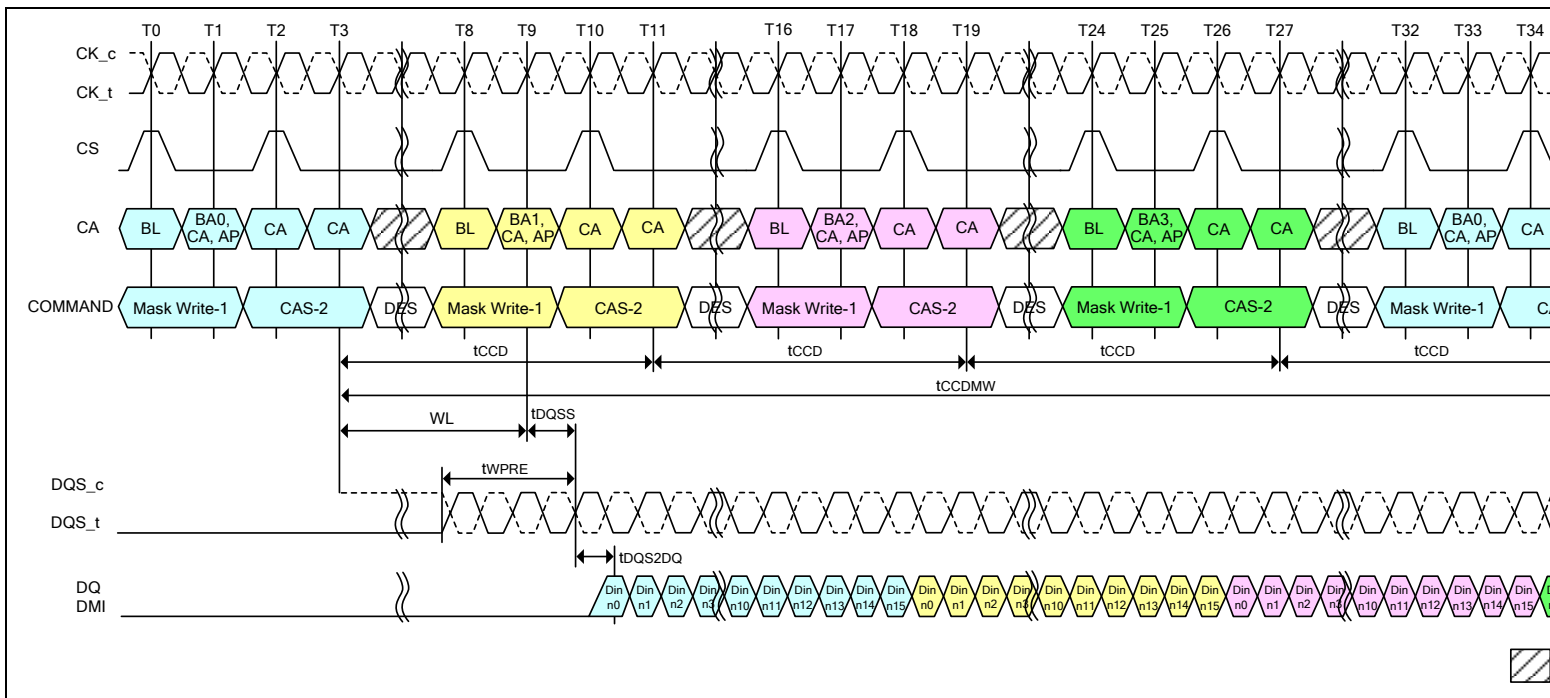 T0 T1 T2 T3 T8 T9 T10 T11 T16 T17 T18 T19 T24 T25 T26 T27 T32 T33 T34
CK_c
CK_t
CS
CA
BL BA0, CA, AP CA CA BL BA1, CA, AP CA CA BL BA2, CA, AP CA CA BL BA3, CA, AP CA CA BL BA0, CA, AP CA
COMMAND Mask Write-1 CAS-2 DES Mask Write-1 CAS-2 DES Mask Write-1 CAS-2 DES Mask Write-1 CAS-2 DES Mask Write-1
tCCD tCCD tCCD tCCD
tCCDMW
WL tDQSS
tWPRE
DQS_c
DQS_t
tDQS2DQ
DQ
DMI
Din n0 Din n1 Din n2 Din n3 Din n10 Din n11 Din n12 Din n13 Din n14 Din n15 Din n0 Din n1 Din n2 Din n3 Din n10 Din n11 Din n12 Din n13 Din n14 Din n15 Din n0 Din n1 Din n2 Din n3 Din n10 Din n11 Din n12 Din n13 Din n14 Din n15